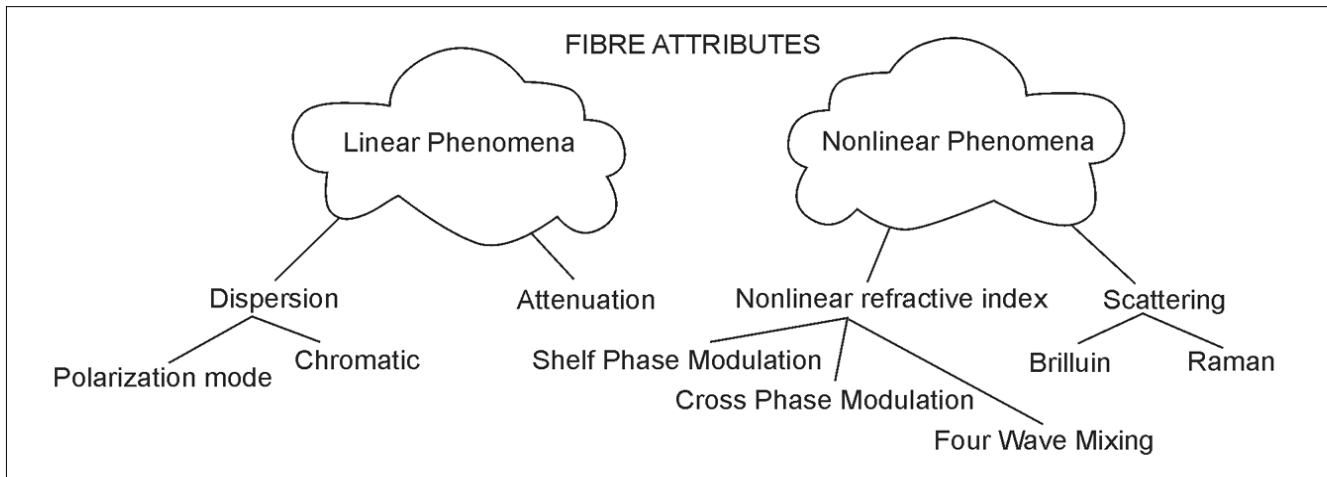 FIBRE ATTRIBUTES
Linear Phenomena
Nonlinear Phenomena
Dispersion
Attenuation
Nonlinear refractive index
Scattering
Polarization mode
Chromatic
Shelf Phase Modulation
Cross Phase Modulation
Four Wave Mixing
Brilluin
Raman